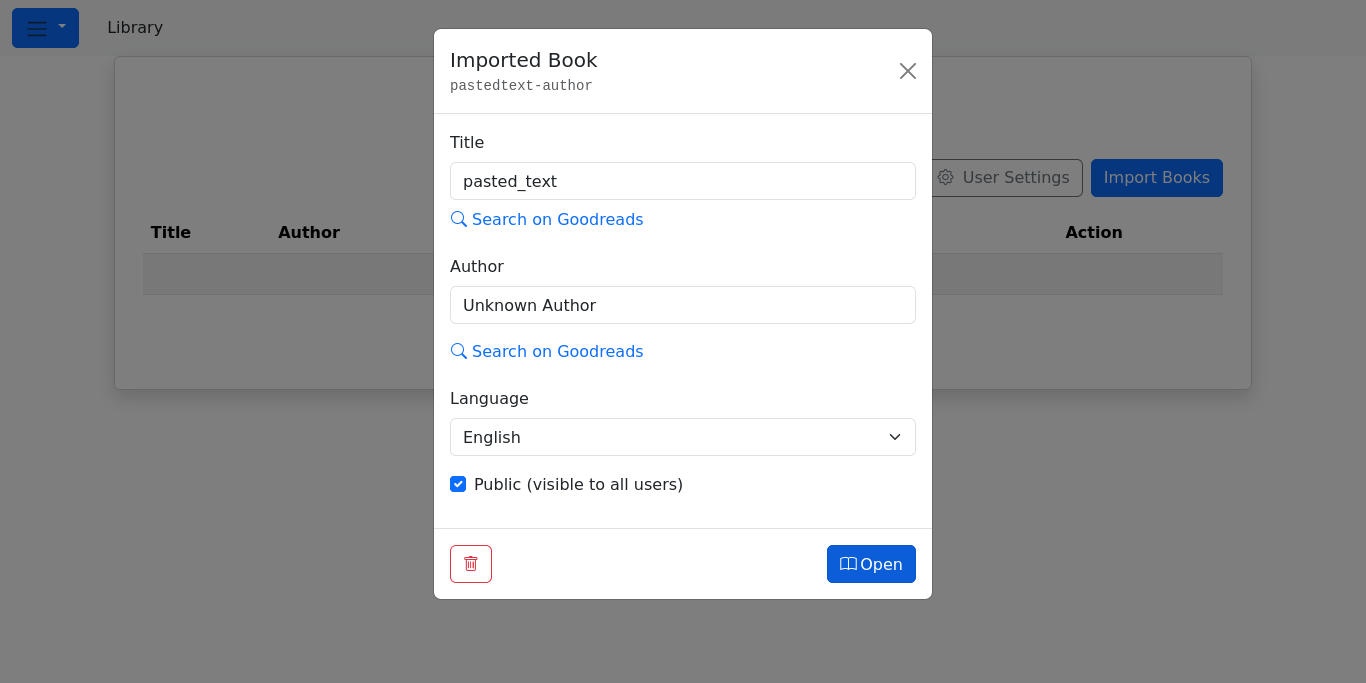 Library
Imported Book
pastedtext-author
Title
pasted_text
Search on Goodreads
Author
Unknown Author
Search on Goodreads
Language
English
Public (visible to all users)
Open
User Settings
Import Books
Title Author Action